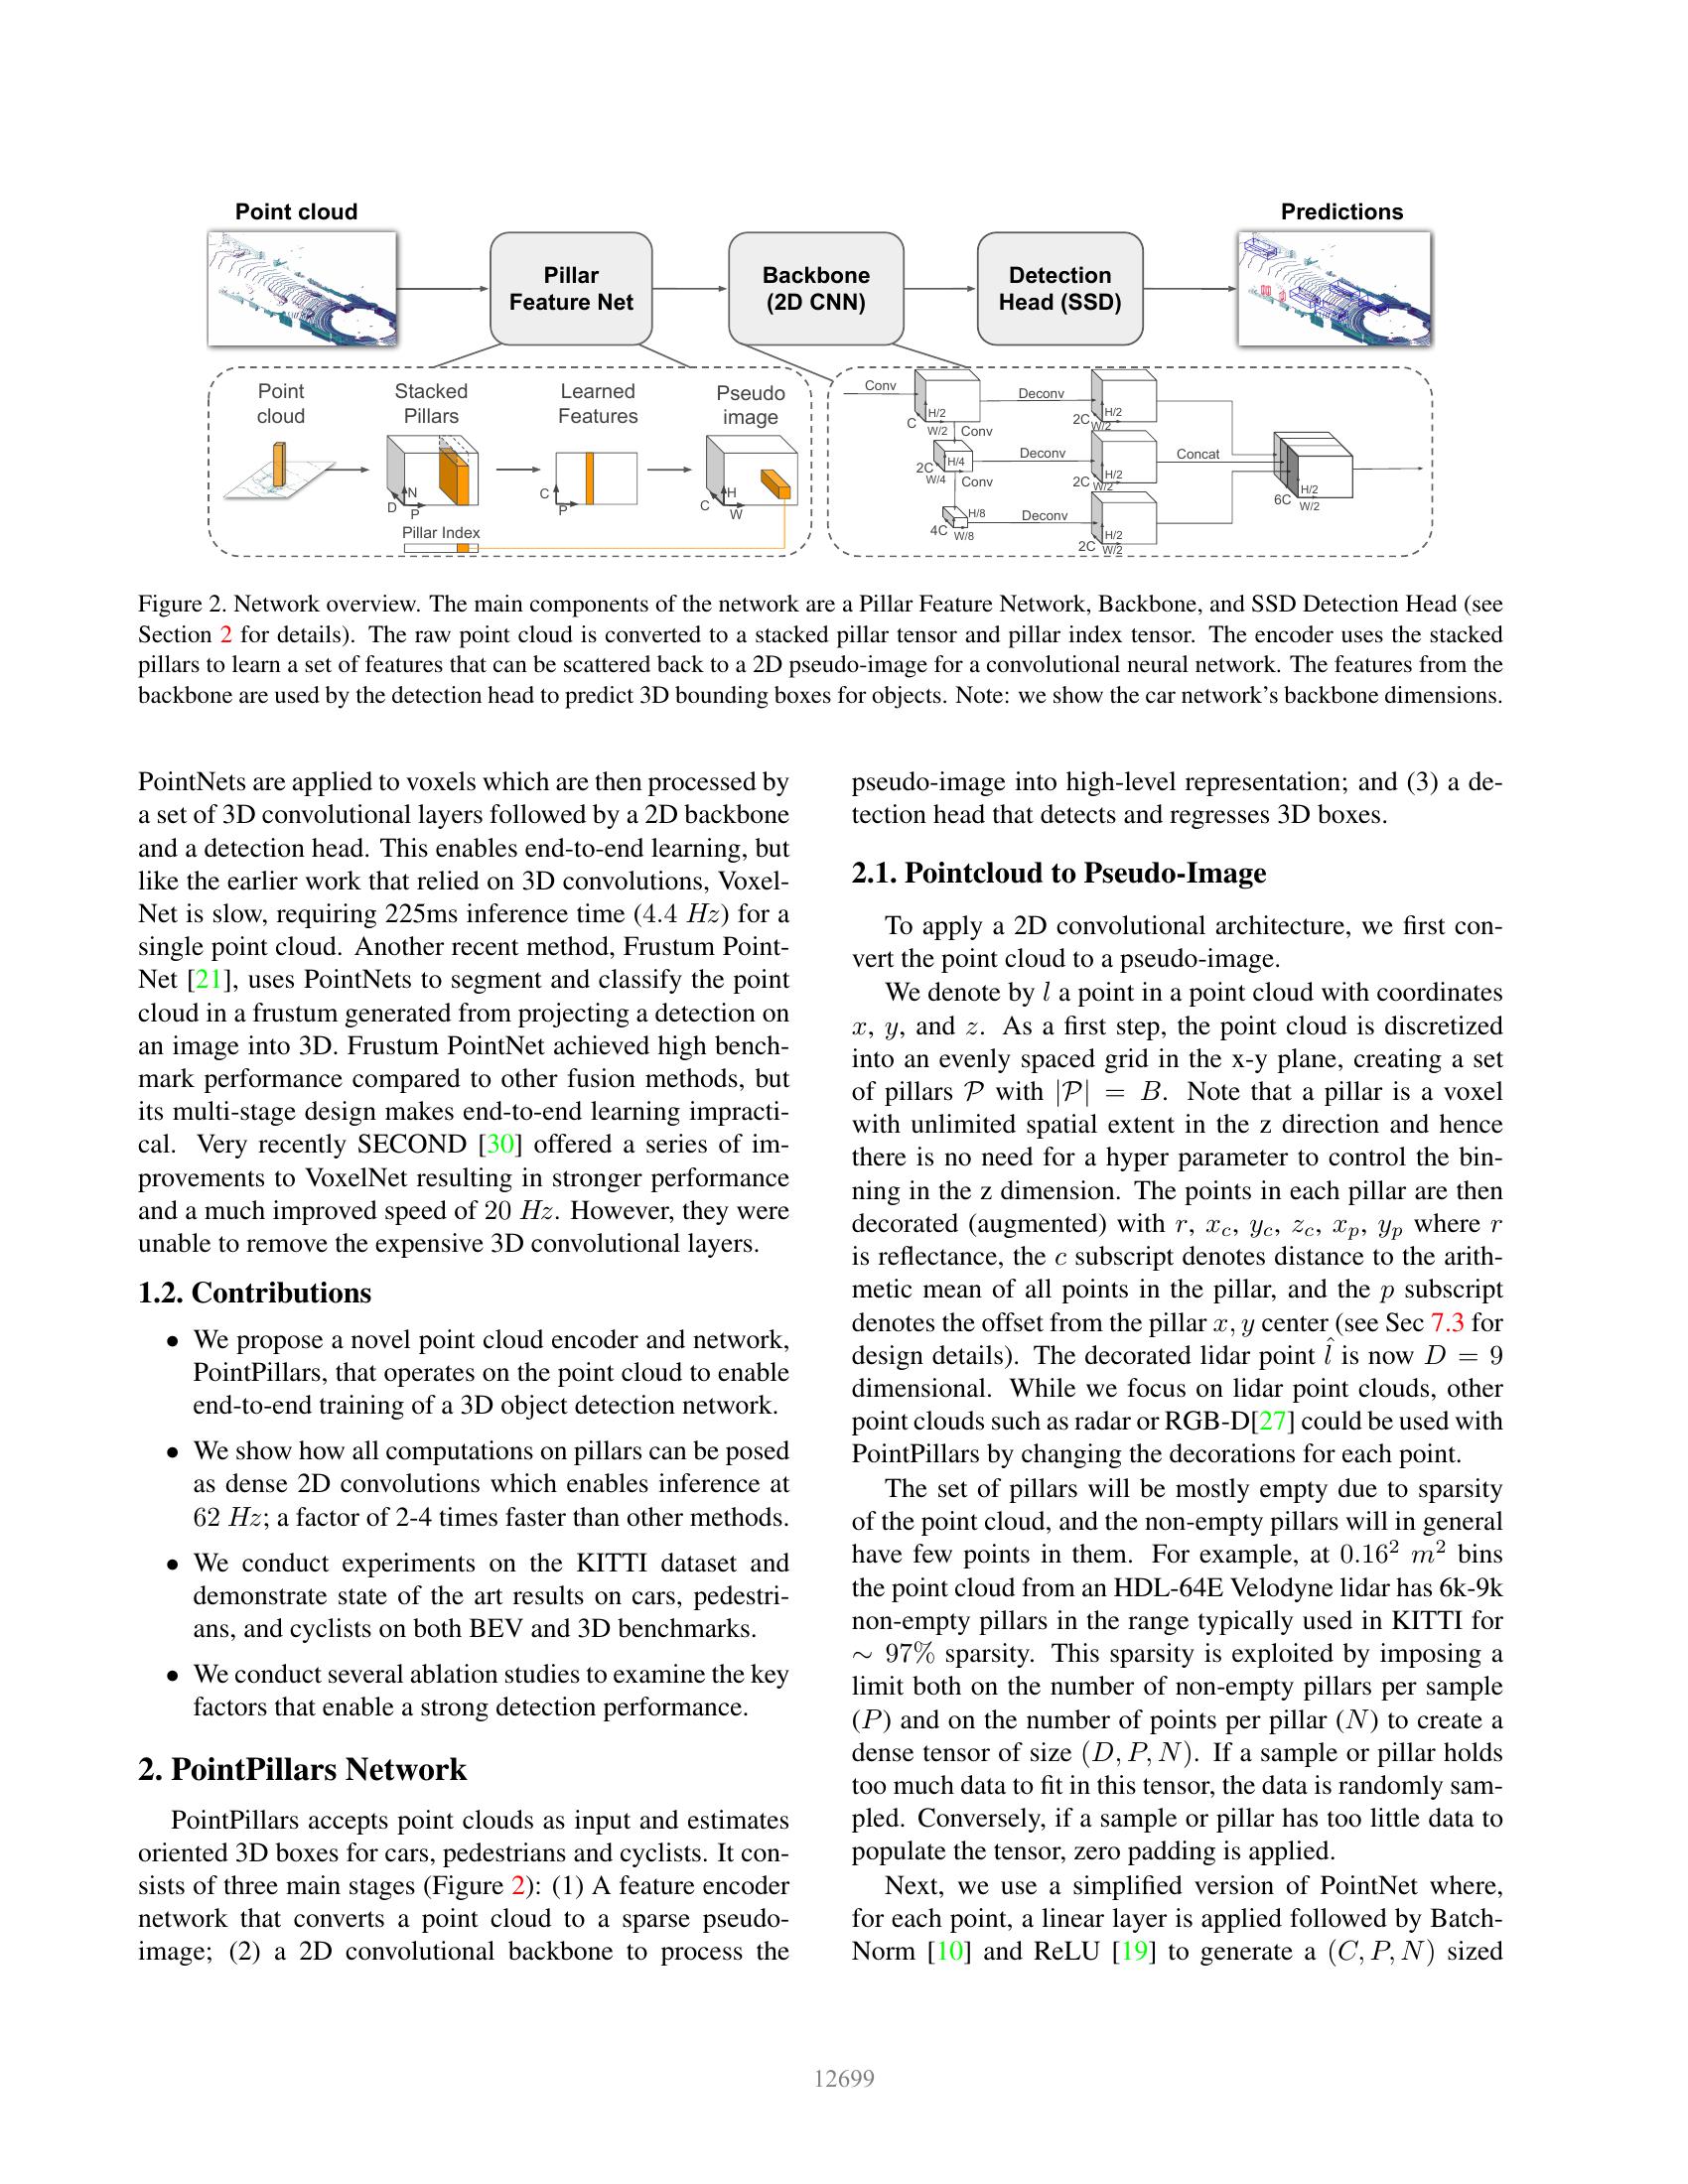 Point cloud
Predictions
Pillar
Feature Net
Backbone
(2D CNN)
Detection
Head (SSD)
Point
cloud
Stacked
Pillars
Learned
Features
Pseudo
image
D
N
P
C
P
C
H
W
Pillar Index
Conv
C
H/2
W/2
Conv
2C
H/4
W/4
Conv
4C
H/8
W/8
Deconv
2C
H/2
W/2
Deconv
2C
H/2
W/2
Deconv
2C
H/2
W/2
Concat
6C
H/2
W/2
Figure 2. Network overview. The main components of the network are a Pillar Feature Network, Backbone, and SSD Detection Head (see
Section 2 for details). The raw point cloud is converted to a stacked pillar tensor and pillar index tensor. The encoder uses the stacked
pillars to learn a set of features that can be scattered back to a 2D pseudo-image for a convolutional neural network. The features from the
backbone are used by the detection head to predict 3D bounding boxes for objects. Note: we show the car network's backbone dimensions.
PointNets are applied to voxels which are then processed by
a set of 3D convolutional layers followed by a 2D backbone
and a detection head. This enables end-to-end learning, but
like the earlier work that relied on 3D convolutions, Voxel-
Net is slow, requiring 225ms inference time (4.4 Hz) for a
single point cloud. Another recent method, Frustum Point-
Net [21], uses PointNets to segment and classify the point
cloud in a frustum generated from projecting a detection on
an image into 3D. Frustum PointNet achieved high bench-
mark performance compared to other fusion methods, but
its multi-stage design makes end-to-end learning impracti-
cal. Very recently SECOND [30] offered a series of im-
provements to VoxelNet resulting in stronger performance
and a much improved speed of 20 Hz. However, they were
unable to remove the expensive 3D convolutional layers.
1.2. Contributions
• We propose a novel point cloud encoder and network,
PointPillars, that operates on the point cloud to enable
end-to-end training of a 3D object detection network.
• We show how all computations on pillars can be posed
as dense 2D convolutions which enables inference at
62 Hz; a factor of 2-4 times faster than other methods.
• We conduct experiments on the KITTI dataset and
demonstrate state of the art results on cars, pedestri-
ans, and cyclists on both BEV and 3D benchmarks.
• We conduct several ablation studies to examine the key
factors that enable a strong detection performance.
2. PointPillars Network
PointPillars accepts point clouds as input and estimates
oriented 3D boxes for cars, pedestrians and cyclists. It con-
sists of three main stages (Figure 2): (1) A feature encoder
network that converts a point cloud to a sparse pseudo-
image; (2) a 2D convolutional backbone to process the
pseudo-image into high-level representation; and (3) a de-
tection head that detects and regresses 3D boxes.
2.1. Pointcloud to Pseudo-Image
To apply a 2D convolutional architecture, we first con-
vert the point cloud to a pseudo-image.
We denote by l a point in a point cloud with coordinates
x, y, and z. As a first step, the point cloud is discretized
into an evenly spaced grid in the x-y plane, creating a set
of pillars 𝒫 with |𝒫| = B. Note that a pillar is a voxel
with unlimited spatial extent in the z direction and hence
there is no need for a hyper parameter to control the bin-
ning in the z dimension. The points in each pillar are then
decorated (augmented) with r, x_c, y_c, z_c, x_p, y_p where r
is reflectance, the c subscript denotes distance to the arith-
metic mean of all points in the pillar, and the p subscript
denotes the offset from the pillar x, y center (see Sec 7.3 for
design details). The decorated lidar point l̂ is now D = 9
dimensional. While we focus on lidar point clouds, other
point clouds such as radar or RGB-D[27] could be used with
PointPillars by changing the decorations for each point.
The set of pillars will be mostly empty due to sparsity
of the point cloud, and the non-empty pillars will in general
have few points in them. For example, at 0.16² m² bins
the point cloud from an HDL-64E Velodyne lidar has 6k-9k
non-empty pillars in the range typically used in KITTI for
∼ 97% sparsity. This sparsity is exploited by imposing a
limit both on the number of non-empty pillars per sample
(P) and on the number of points per pillar (N) to create a
dense tensor of size (D, P, N). If a sample or pillar holds
too much data to fit in this tensor, the data is randomly sam-
pled. Conversely, if a sample or pillar has too little data to
populate the tensor, zero padding is applied.
Next, we use a simplified version of PointNet where,
for each point, a linear layer is applied followed by Batch-
Norm [10] and ReLU [19] to generate a (C, P, N) sized
12699